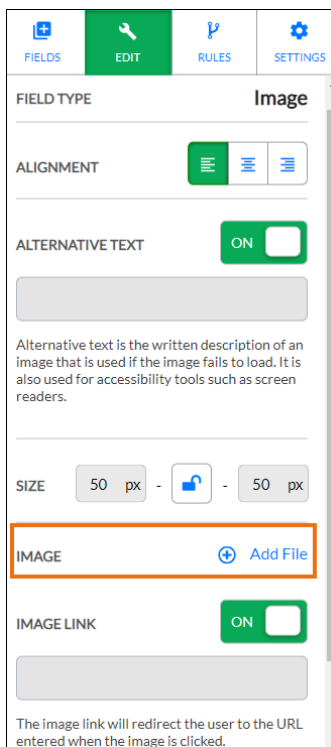 FIELDS EDIT RULES SETTINGS
FIELD TYPE Image
ALIGNMENT
ALTERNATIVE TEXT ON
Alternative text is the written description of an
image that is used if the image fails to load. It is
also used for accessibility tools such as screen
readers.
SIZE 50 px - - 50 px
IMAGE Add File
IMAGE LINK ON
The image link will redirect the user to the URL
entered when the image is clicked.